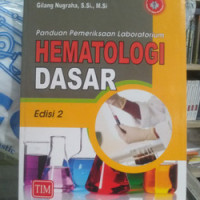 Gilang Nugraha, S.Si., M.Si
Panduan Pemeriksaan Laboratorium
HEMATOLOGI
DASAR
Edisi 2
TIM